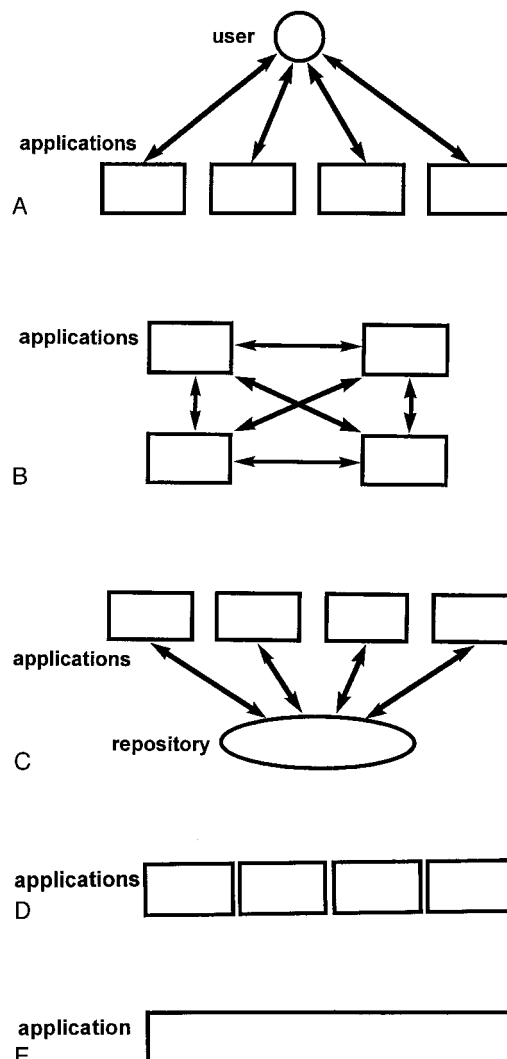 user
applications
A
applications
B
applications
repository
C
applications
D
application
E